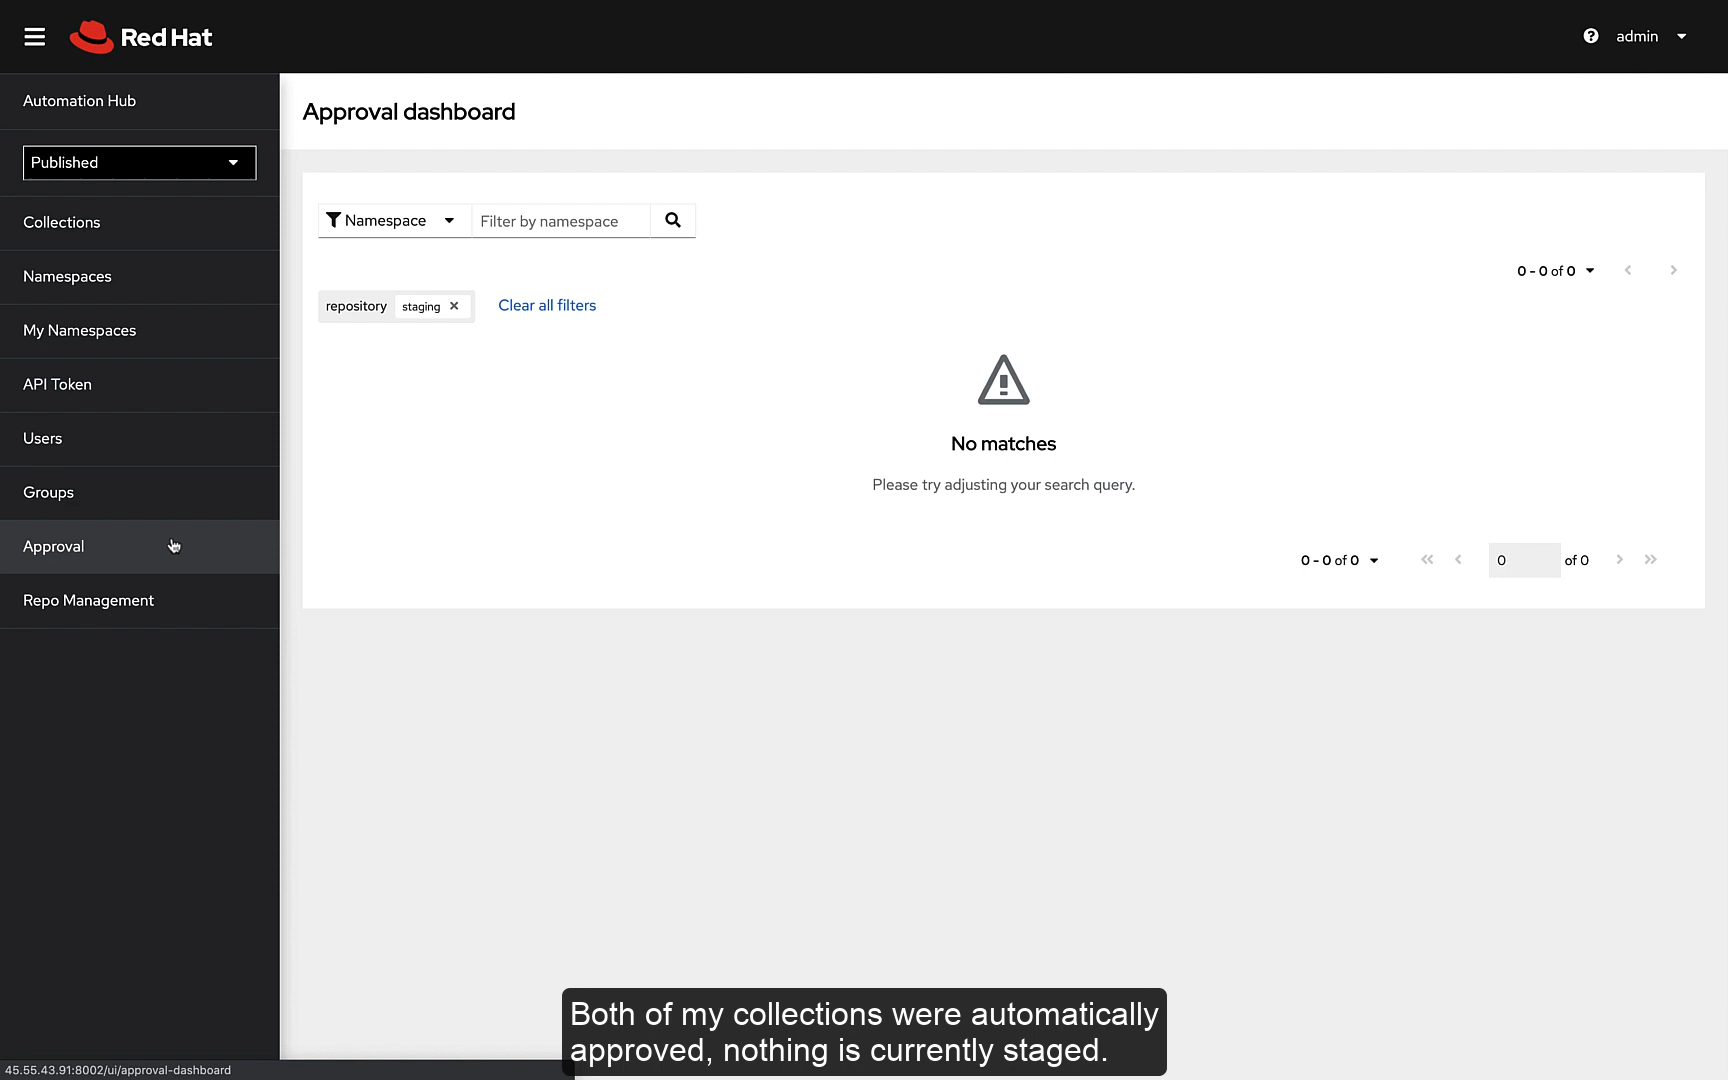 Red Hat
admin
Automation Hub
Published
Collections
Namespaces
My Namespaces
API Token
Users
Groups
Approval
Repo Management
Approval dashboard
Namespace
Filter by namespace
0 - 0 of 0
repository staging
Clear all filters
No matches
Please try adjusting your search query.
0 - 0 of 0
0 of 0
Both of my collections were automatically
approved, nothing is currently staged.
45.55.43.91:8002/ui/approval-dashboard